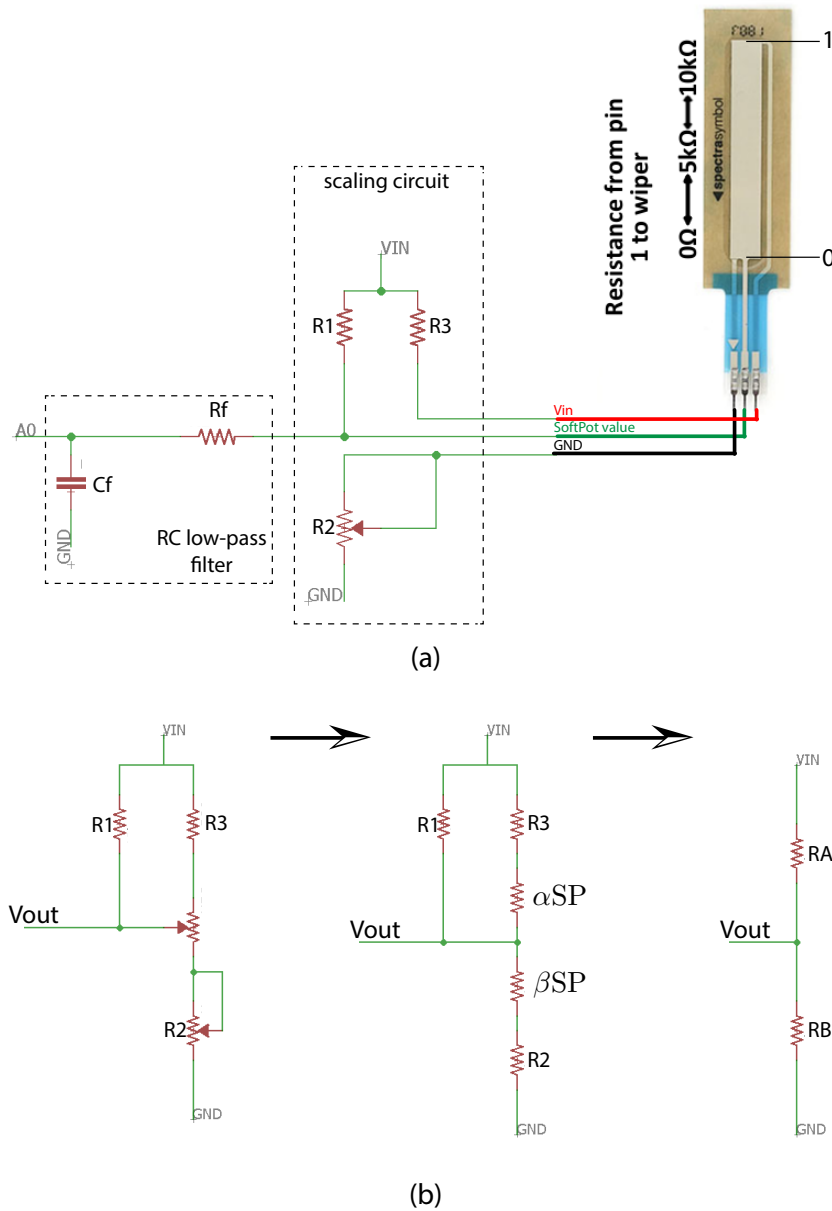 1
spectrasymbol
0Ω 5kΩ 10kΩ
Resistance from pin
1 to wiper
0
scaling circuit
VIN
R1
R3
Vin
SoftPot value
GND
Rf
A0
Cf
GND
RC low-pass
filter
R2
GND
(a)
VIN
VIN
VIN
R1
R3
R1
R3
RA
αSP
Vout
Vout
Vout
βSP
R2
R2
RB
GND
GND
GND
(b)